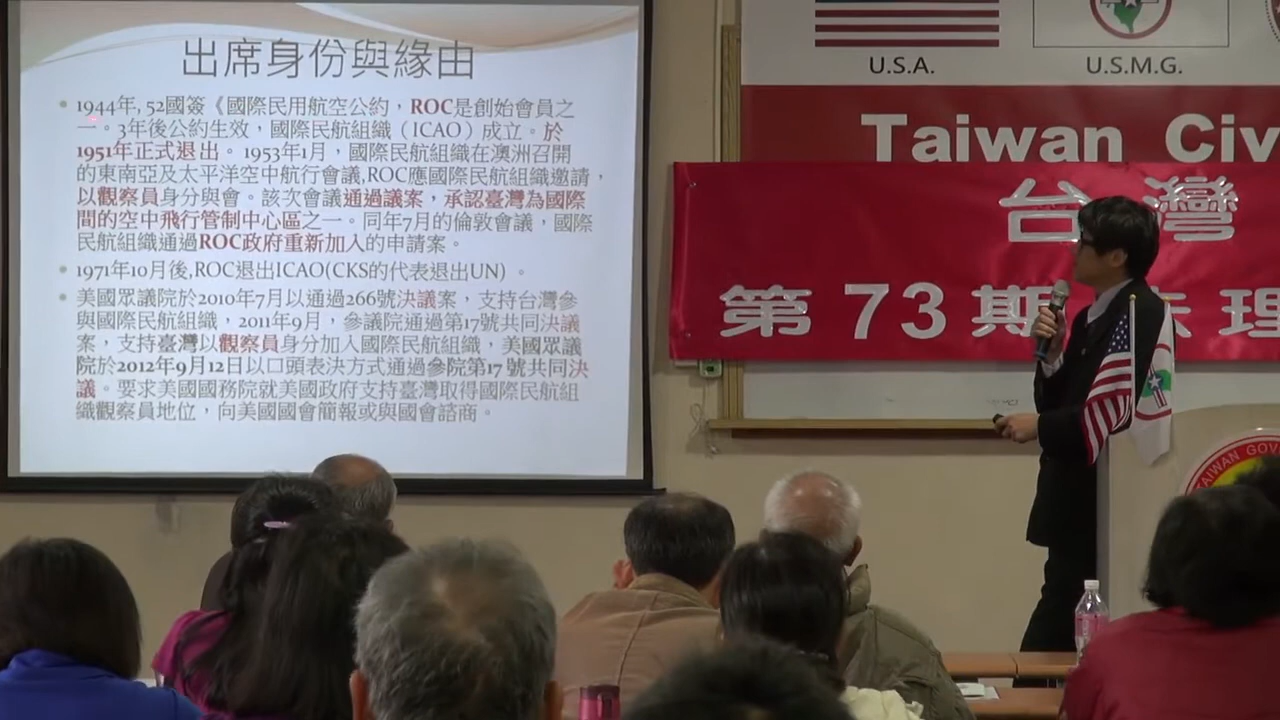 出席身份與緣由
1944年, 52國簽《國際民用航空公約，ROC是創始會員之
一。3年後公約生效，國際民航組織（ICAO）成立。於
1951年正式退出。1953年1月，國際民航組織在澳洲召開
的東南亞及太平洋空中航行會議,ROC應國際民航組織邀請，
以觀察員身分與會。該次會議通過議案，承認臺灣為國際
間的空中飛行管制中心區之一。同年7月的倫敦會議，國際
民航組織通過ROC政府重新加入的申請案。
1971年10月後,ROC退出ICAO(CKS的代表退出UN) 。
美國眾議院於2010年7月以通過266號決議案，支持台灣參
與國際民航組織，2011年9月，參議院通過第17號共同決議
案，支持臺灣以觀察員身分加入國際民航組織，美國眾議
院於2012年9月12日以口頭表決方式通過參院第17 號共同決
議。要求美國國務院就美國政府支持臺灣取得國際民航組
織觀察員地位，向美國國會簡報或與國會諮商。
U.S.A.
U.S.M.G.
Taiwan Civ
台灣
第73期
理
TAIWAN GOV